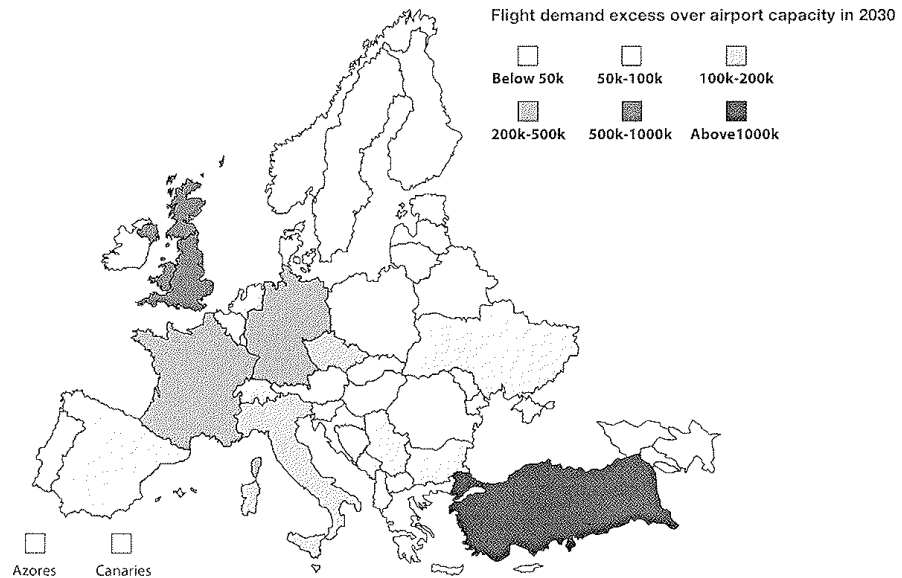 Flight demand excess over airport capacity in 2030
Below 50k 50k-100k 100k-200k
200k-500k 500k-1000k Above1000k
Azores Canaries